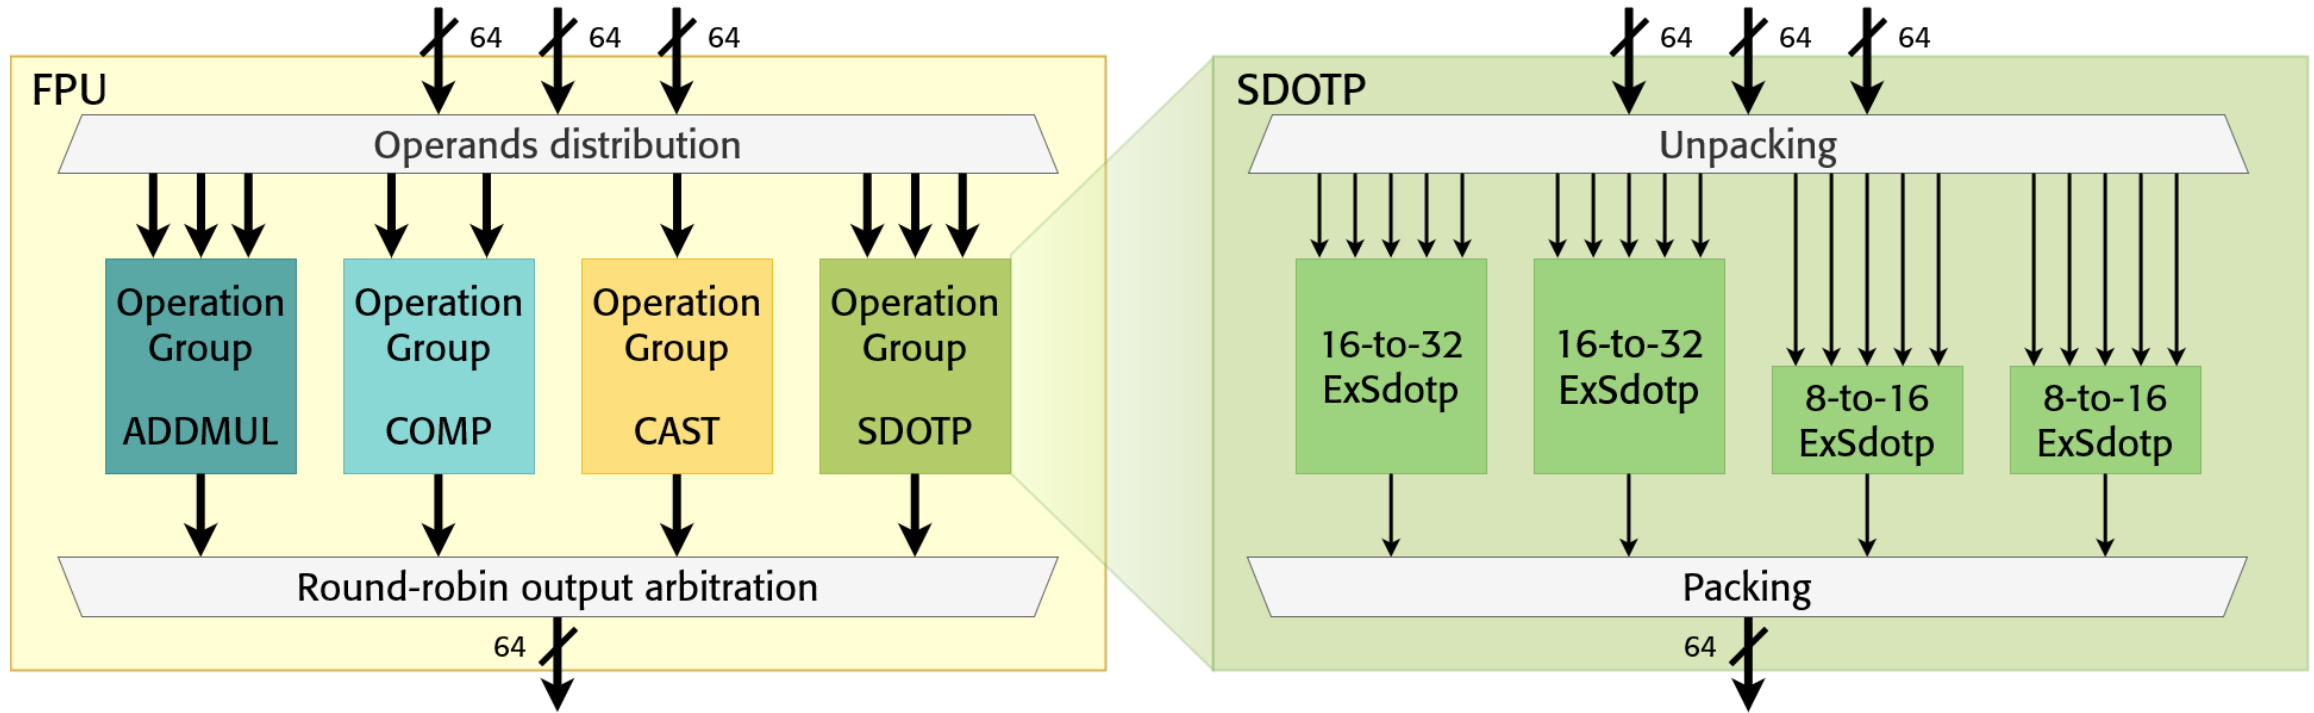 64 64 64
FPU
Operands distribution
Operation
Group
ADDMUL
Operation
Group
COMP
Operation
Group
CAST
Operation
Group
SDOTP
Round-robin output arbitration
64
64 64 64
SDOTP
Unpacking
16-to-32
ExSdotp
16-to-32
ExSdotp
8-to-16
ExSdotp
8-to-16
ExSdotp
Packing
64